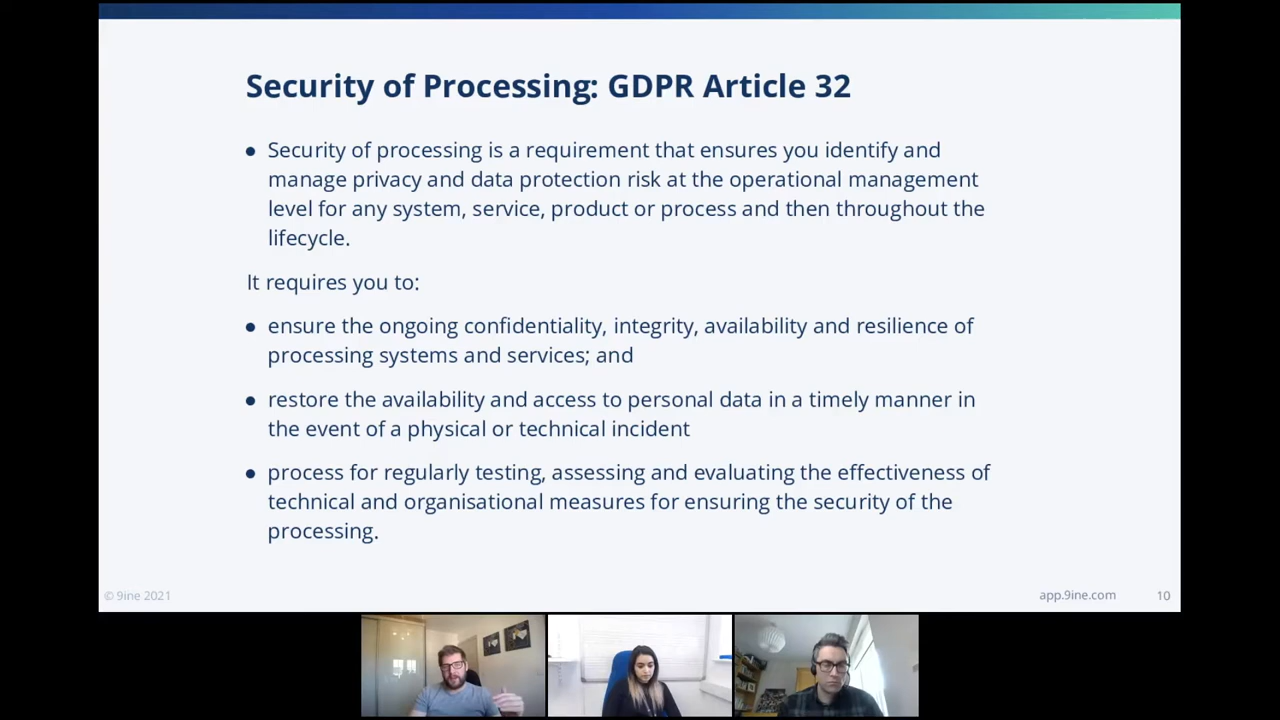 Security of Processing: GDPR Article 32
● Security of processing is a requirement that ensures you identify and
manage privacy and data protection risk at the operational management
level for any system, service, product or process and then throughout the
lifecycle.
It requires you to:
● ensure the ongoing confidentiality, integrity, availability and resilience of
processing systems and services; and
● restore the availability and access to personal data in a timely manner in
the event of a physical or technical incident
● process for regularly testing, assessing and evaluating the effectiveness of
technical and organisational measures for ensuring the security of the
processing.
© 9ine 2021
app.9ine.com
10